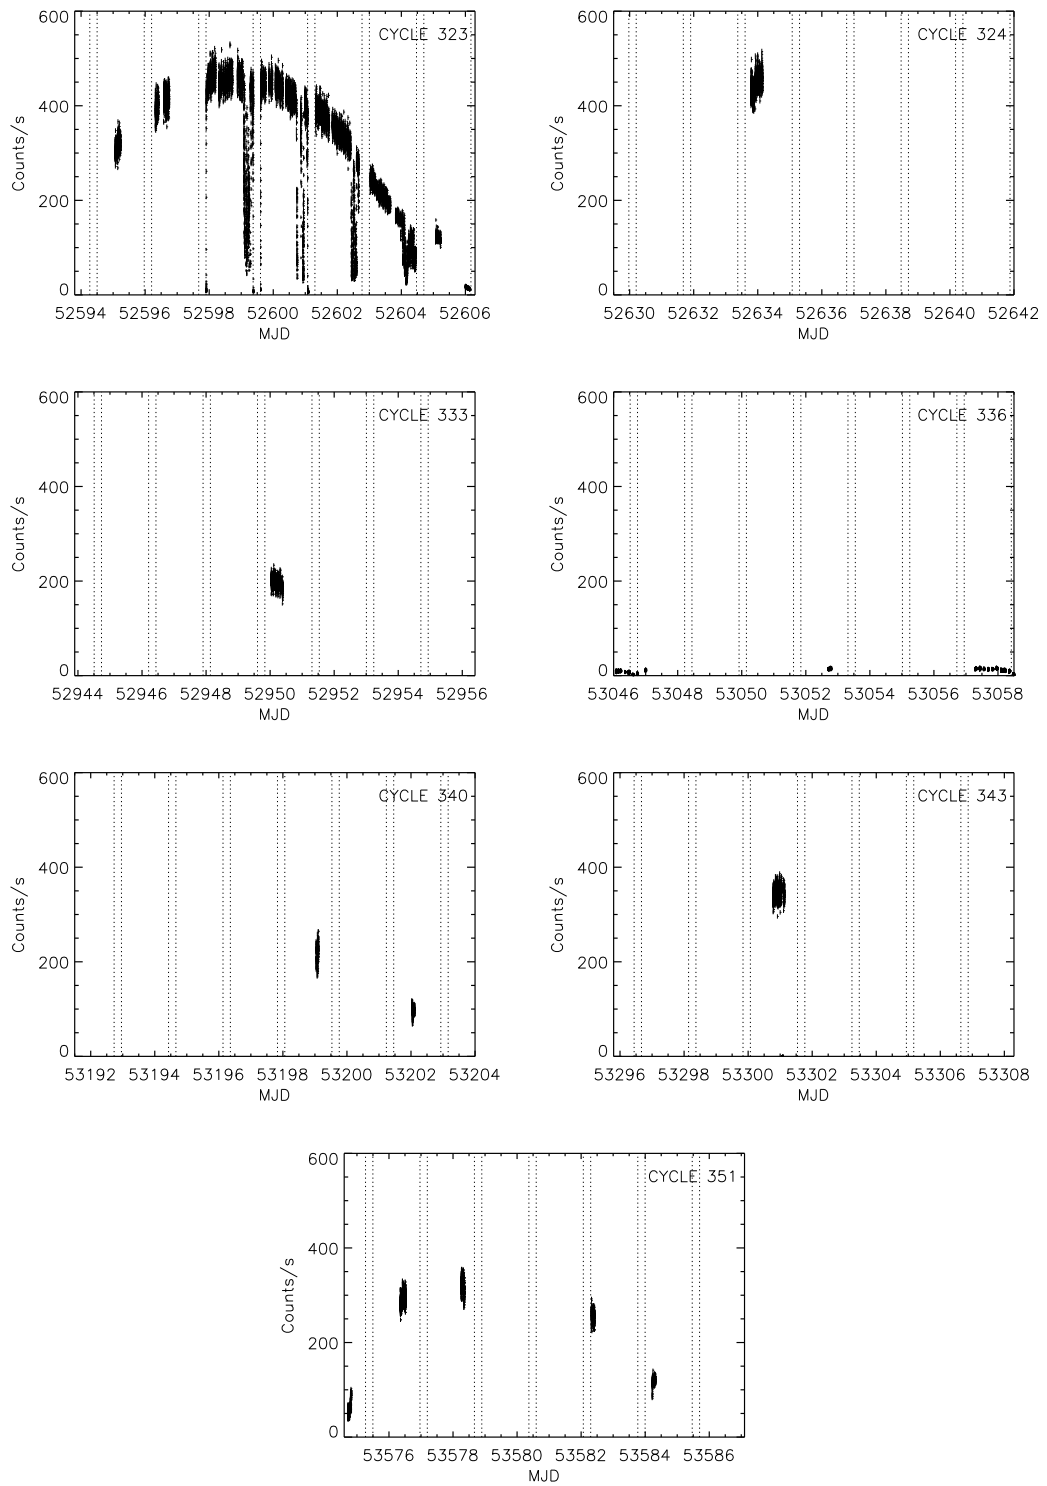 600
CYCLE 323
400
Counts/s
200
0
52594 52596 52598 52600 52602 52604 52606
MJD
600
CYCLE 324
400
Counts/s
200
0
52630 52632 52634 52636 52638 52640 52642
MJD
600
CYCLE 333
400
Counts/s
200
0
52944 52946 52948 52950 52952 52954 52956
MJD
600
CYCLE 336
400
Counts/s
200
0
53046 53048 53050 53052 53054 53056 53058
MJD
600
CYCLE 340
400
Counts/s
200
0
53192 53194 53196 53198 53200 53202 53204
MJD
600
CYCLE 343
400
Counts/s
200
0
53296 53298 53300 53302 53304 53306 53308
MJD
600
CYCLE 351
400
Counts/s
200
0
53576 53578 53580 53582 53584 53586
MJD